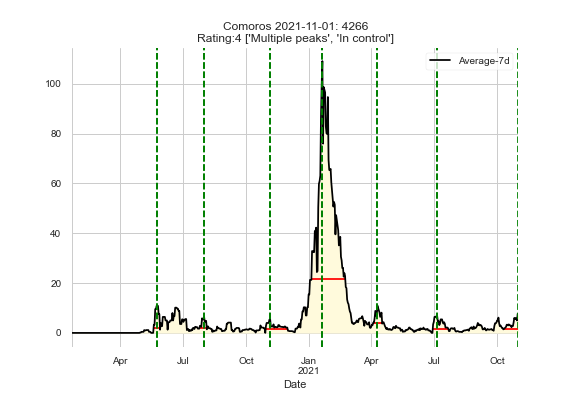 Comoros 2021-11-01: 4266
Rating:4 ['Multiple peaks', 'In control']
Average-7d
100
80
60
40
20
0
Apr
Jul
Oct
Jan
2021
Apr
Jul
Oct
Date